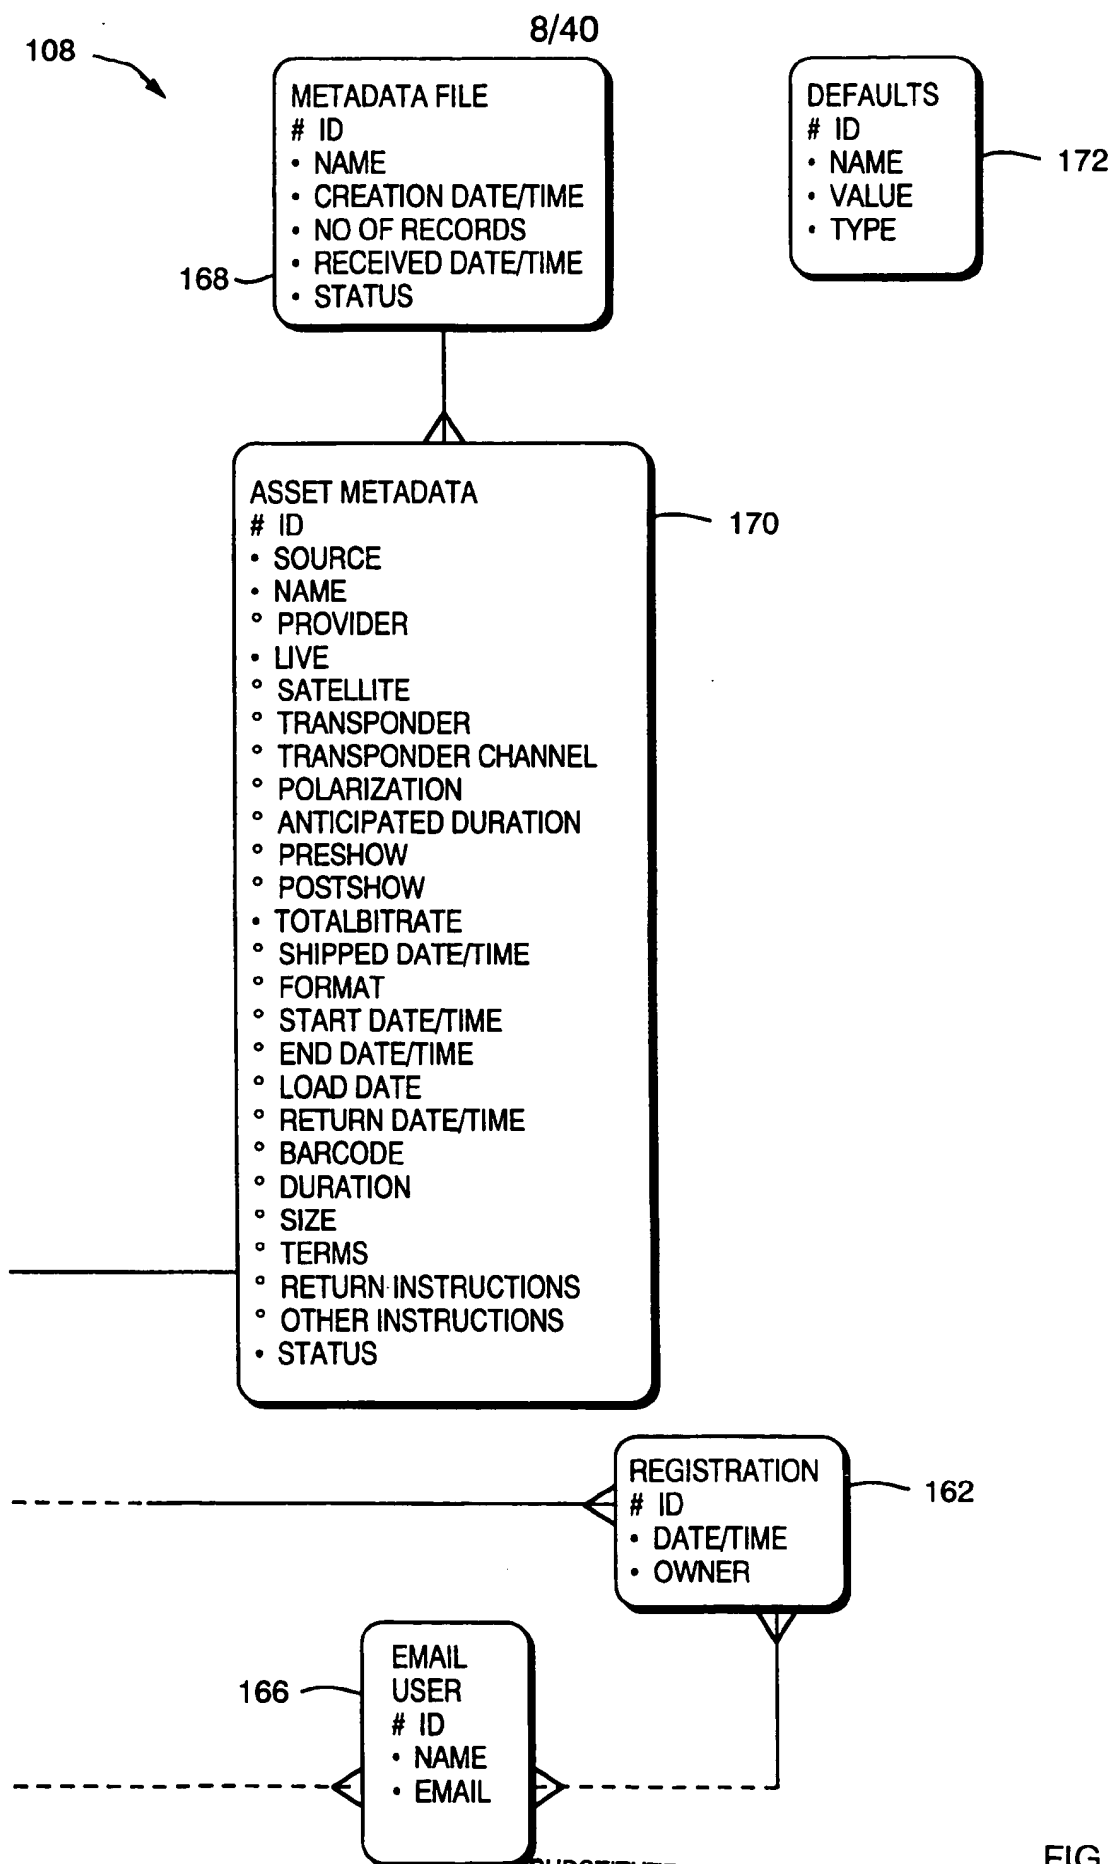 8/40
108
METADATA FILE
# ID
• NAME
• CREATION DATE/TIME
• NO OF RECORDS
• RECEIVED DATE/TIME
• STATUS
168
DEFAULTS
# ID
• NAME
• VALUE
• TYPE
172
ASSET METADATA
# ID
• SOURCE
• NAME
° PROVIDER
• LIVE
° SATELLITE
° TRANSPONDER
° TRANSPONDER CHANNEL
° POLARIZATION
° ANTICIPATED DURATION
° PRESHOW
° POSTSHOW
• TOTALBITRATE
° SHIPPED DATE/TIME
° FORMAT
° START DATE/TIME
° END DATE/TIME
° LOAD DATE
° RETURN DATE/TIME
° BARCODE
° DURATION
° SIZE
° TERMS
° RETURN INSTRUCTIONS
° OTHER INSTRUCTIONS
• STATUS
170
REGISTRATION
# ID
• DATE/TIME
• OWNER
162
EMAIL
USER
# ID
• NAME
• EMAIL
166
FIG